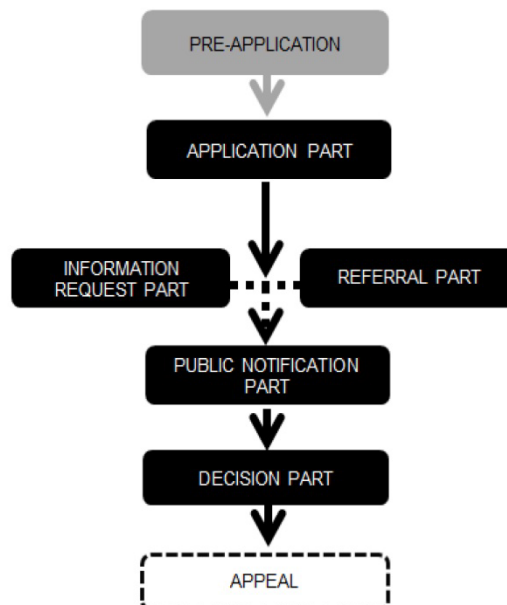 PRE-APPLICATION
APPLICATION PART
INFORMATION
REQUEST PART
REFERRAL PART
PUBLIC NOTIFICATION
PART
DECISION PART
APPEAL